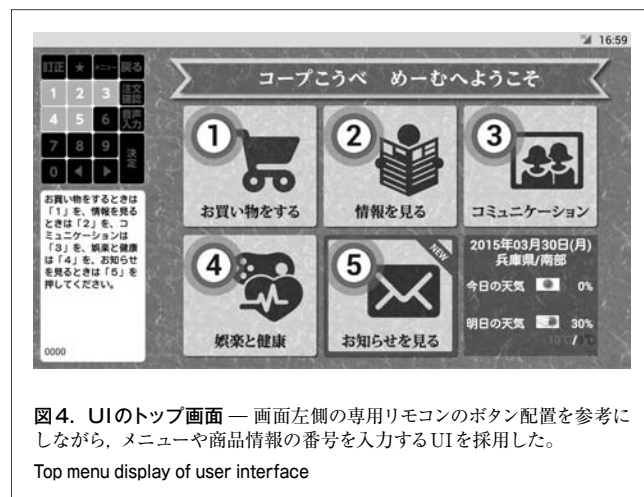 16:59
訂正 ★ メニュー 戻る
1 2 3 注文確認
4 5 6 音声入力
7 8 9 決定
0 ◀ ▶
コープこうべ めーむへようこそ
1 お買い物をする
2 情報を見る
3 コミュニケーション
4 娯楽と健康
5 お知らせを見る
NEW
2015年03月30日(月)
兵庫県/南部
今日の天気 0%
明日の天気 30%
お買い物をするときは
「1」を、情報を見る
ときは「2」を、コ
ミュニケーションは
「3」を、娯楽と健康
は「4」を、お知らせ
を見るときは「5」を
押してください。
0000
図4. UIのトップ画面 — 画面左側の専用リモコンのボタン配置を参考に
しながら,メニューや商品情報の番号を入力するUIを採用した。
Top menu display of user interface